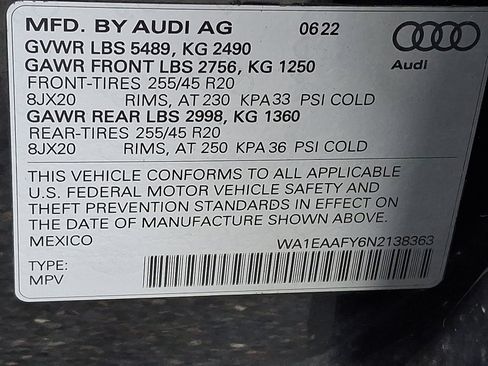 MFD. BY AUDI AG 06.22
GVWR LBS 5489, KG 2490
GAWR FRONT LBS 2756, KG 1250
FRONT-TIRES 255/45 R20
8JX20 RIMS, AT 230 KPA 33 PSI COLD
GAWR REAR LBS 2998, KG 1360
REAR-TIRES 255/45 R20
8JX20 RIMS, AT 250 KPA 36 PSI COLD
THIS VEHICLE CONFORMS TO ALL APPLICABLE
U.S. FEDERAL MOTOR VEHICLE SAFETY AND
THEFT PREVENTION STANDARDS IN EFFECT ON
THE DATE OF MANUFACTURE SHOWN ABOVE.
MEXICO WA1EAAFY6N2138363
TYPE:
MPV
Audi